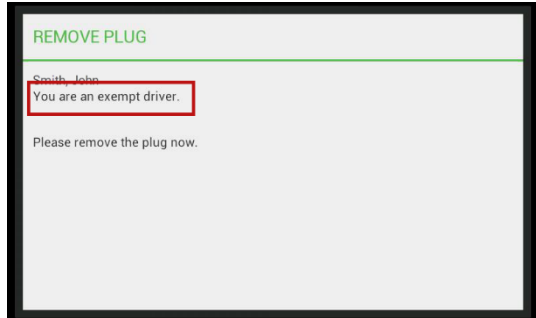 REMOVE PLUG
Smith, John
You are an exempt driver.
Please remove the plug now.